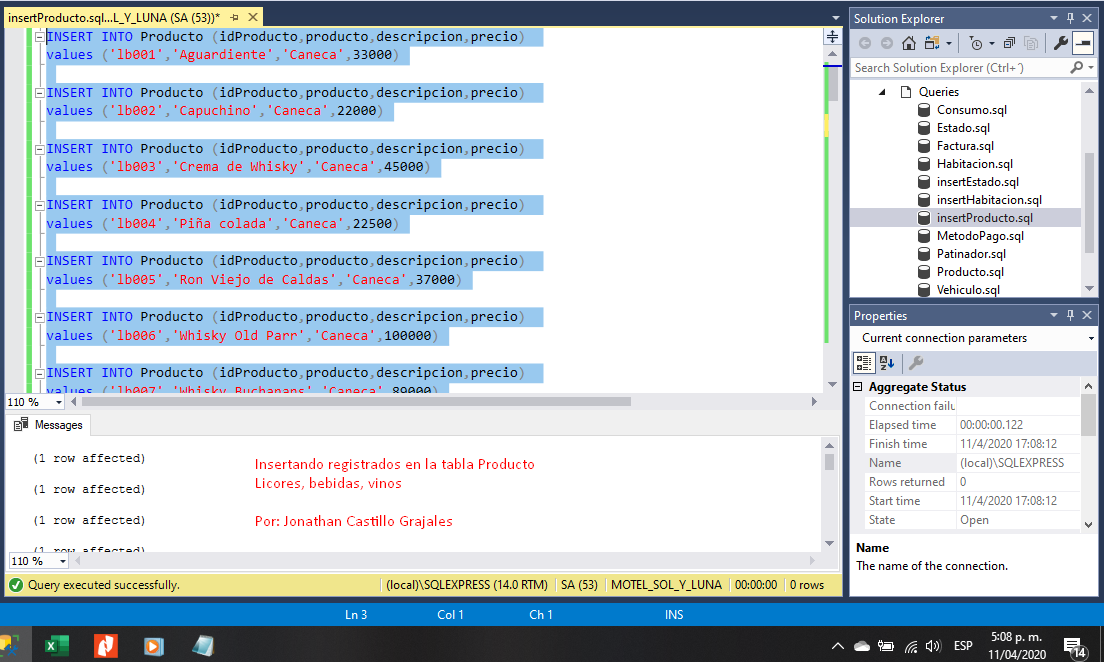 insertProducto.sql...L_Y_LUNA (SA (53))*
INSERT INTO Producto (idProducto,producto,descripcion,precio)
values ('lb001','Aguardiente','Caneca',33000)
INSERT INTO Producto (idProducto,producto,descripcion,precio)
values ('lb002','Capuchino','Caneca',22000)
INSERT INTO Producto (idProducto,producto,descripcion,precio)
values ('lb003','Crema de Whisky','Caneca',45000)
INSERT INTO Producto (idProducto,producto,descripcion,precio)
values ('lb004','Piña colada','Caneca',22500)
INSERT INTO Producto (idProducto,producto,descripcion,precio)
values ('lb005','Ron Viejo de Caldas','Caneca',37000)
INSERT INTO Producto (idProducto,producto,descripcion,precio)
values ('lb006','Whisky Old Parr','Caneca',100000)
INSERT INTO Producto (idProducto,producto,descripcion,precio)
values ('lb007','Whisky Buchanans','Caneca',89000)
110 %
Messages
(1 row affected)
(1 row affected)
(1 row affected)
(1 row affected)
Insertando registrados en la tabla Producto
Licores, bebidas, vinos
Por: Jonathan Castillo Grajales
110 %
Query executed successfully.
(local)\SQLEXPRESS (14.0 RTM)
SA (53)
MOTEL_SOL_Y_LUNA
00:00:00
0 rows
Solution Explorer
Search Solution Explorer (Ctrl+´)
Queries
Consumo.sql
Estado.sql
Factura.sql
Habitacion.sql
insertEstado.sql
insertHabitacion.sql
insertProducto.sql
MetodoPago.sql
Patinador.sql
Producto.sql
Vehiculo.sql
Properties
Current connection parameters
Aggregate Status
Connection failu
Elapsed time 00:00:00.122
Finish time 11/4/2020 17:08:12
Name (local)\SQLEXPRESS
Rows returned 0
Start time 11/4/2020 17:08:12
State Open
Name
The name of the connection.
Ln 3
Col 1
Ch 1
INS
ESP
5:08 p. m.
11/04/2020
14